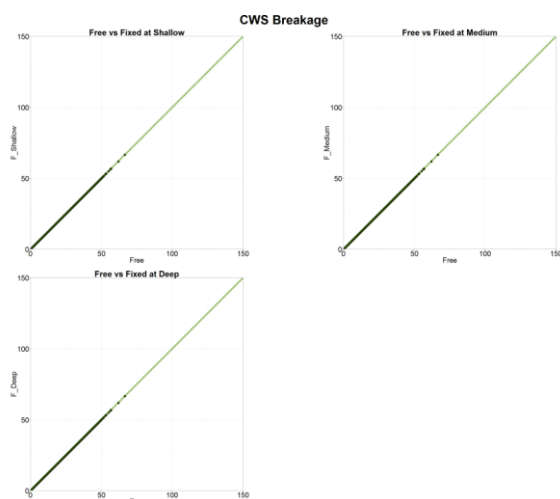 CWS Breakage
Free vs Fixed at Shallow
150
100
50
0
F_Shallow
0 50 100 150
Free
Free vs Fixed at Medium
150
100
50
0
F_Medium
0 50 100 150
Free
Free vs Fixed at Deep
150
100
50
0
F_Deep
0 50 100 150